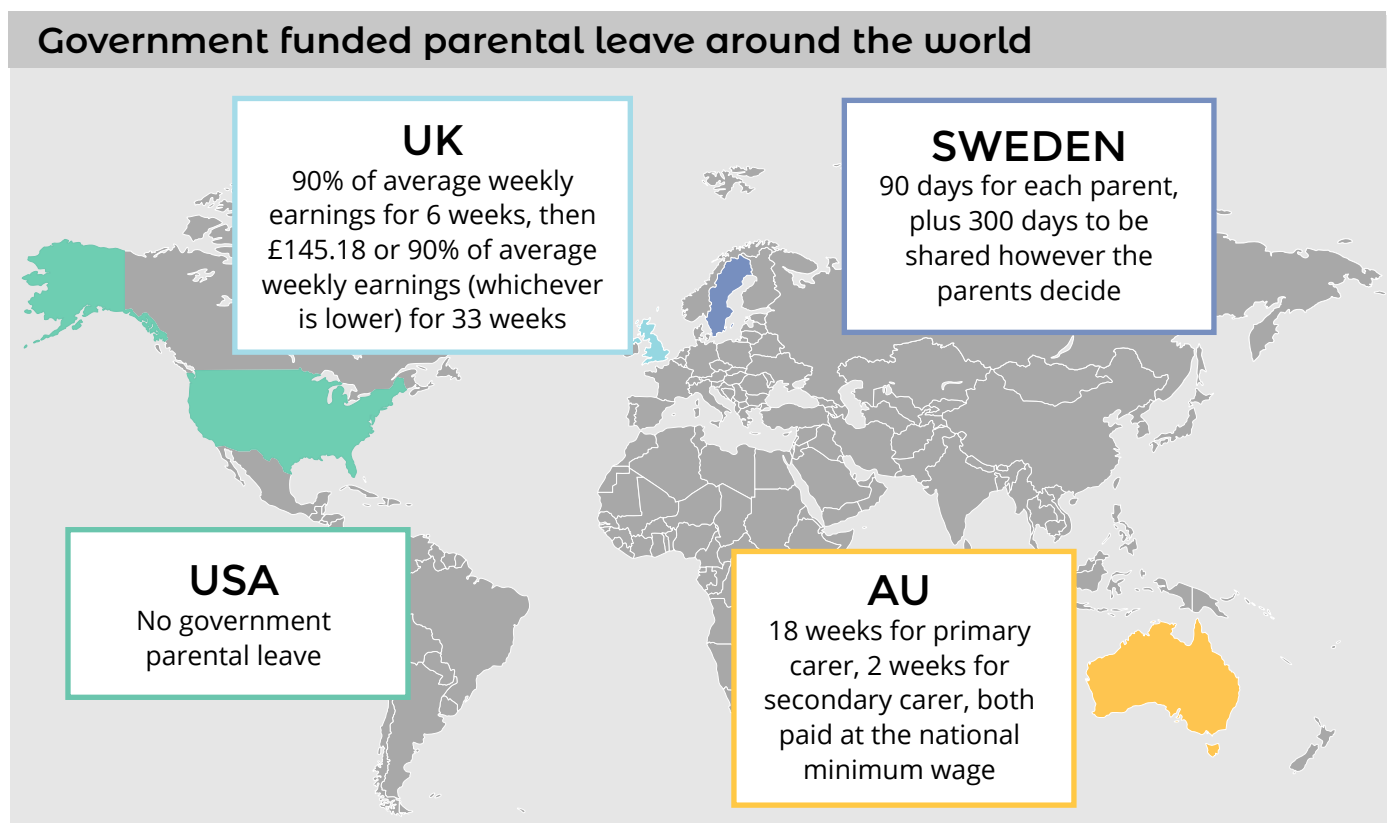 Government funded parental leave around the world
UK
90% of average weekly
earnings for 6 weeks, then
£145.18 or 90% of average
weekly earnings (whichever
is lower) for 33 weeks
SWEDEN
90 days for each parent,
plus 300 days to be
shared however the
parents decide
USA
No government
parental leave
AU
18 weeks for primary
carer, 2 weeks for
secondary carer, both
paid at the national
minimum wage